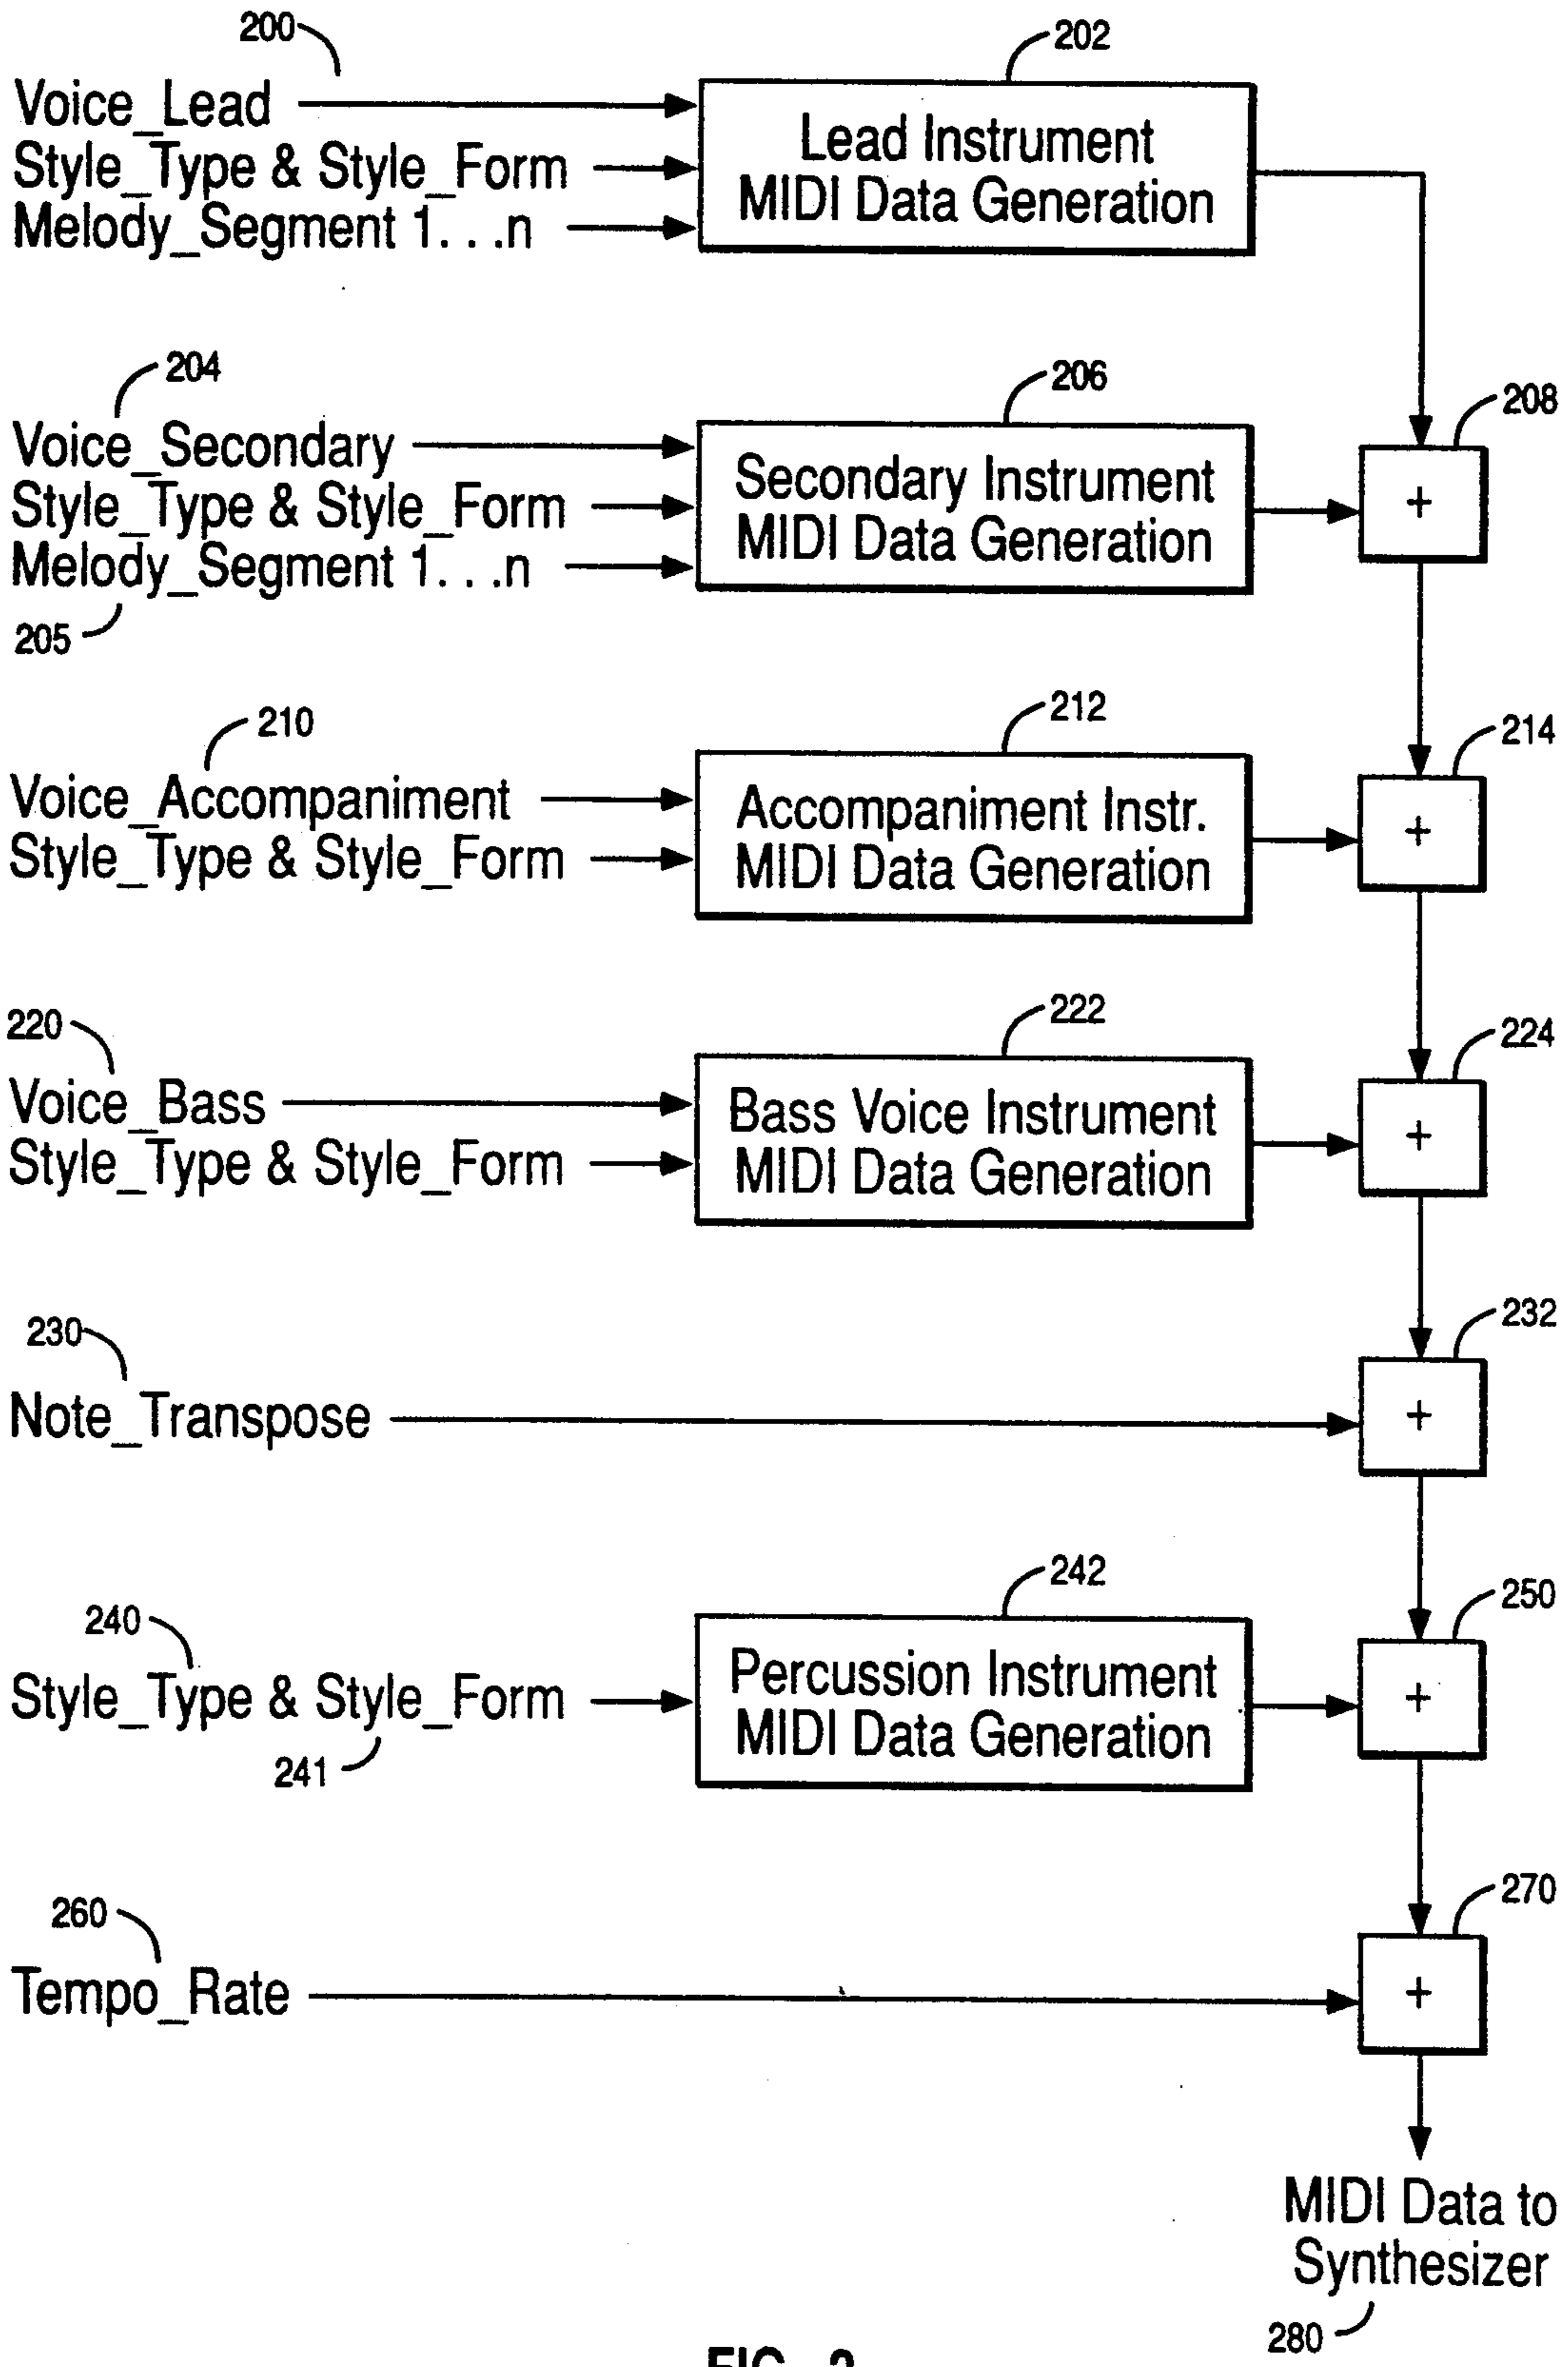 200
202
Voice_Lead
Style_Type & Style_Form
Melody_Segment 1. . .n
Lead Instrument
MIDI Data Generation
204
206
208
Voice_Secondary
Style_Type & Style_Form
Melody_Segment 1. . .n
205
Secondary Instrument
MIDI Data Generation
+
210
212
214
Voice_Accompaniment
Style_Type & Style_Form
Accompaniment Instr.
MIDI Data Generation
+
220
222
224
Voice_Bass
Style_Type & Style_Form
Bass Voice Instrument
MIDI Data Generation
+
230
232
Note_Transpose
+
240
242
250
Style_Type & Style_Form
241
Percussion Instrument
MIDI Data Generation
+
260
270
Tempo_Rate
+
MIDI Data to
Synthesizer
280